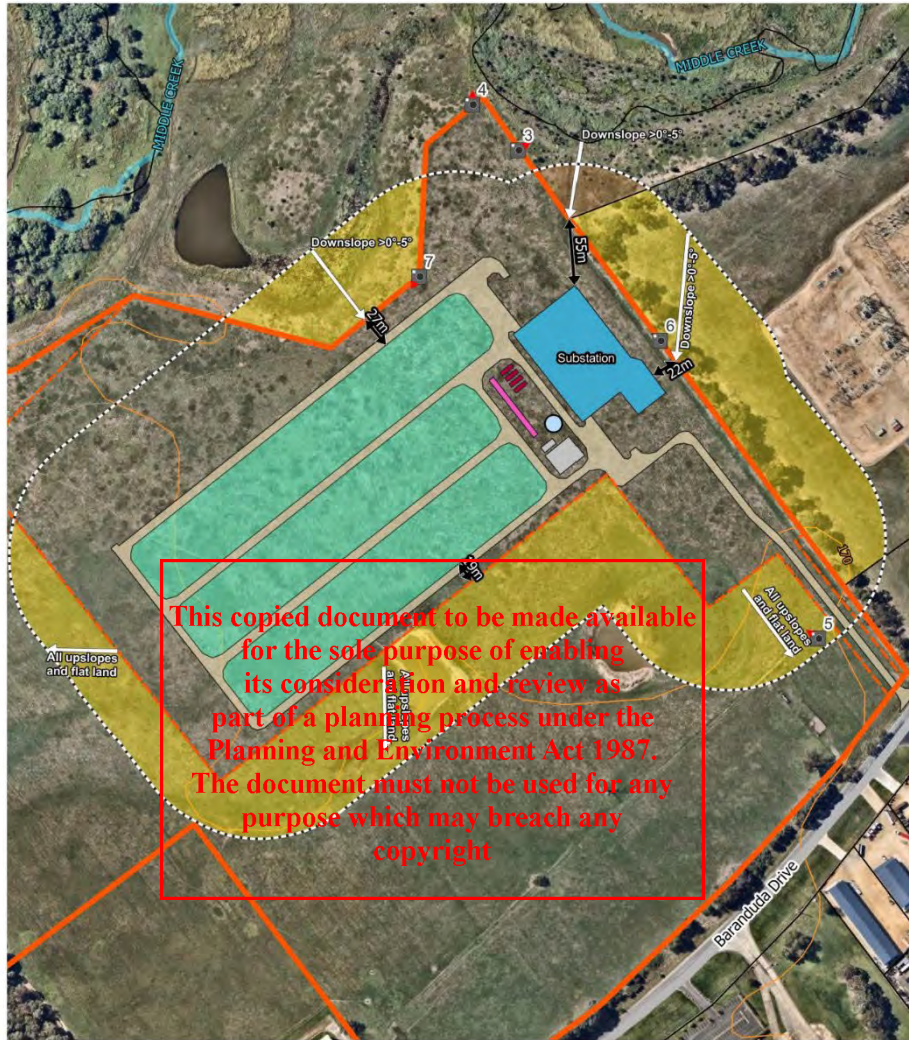 MIDDLE CREEK
MIDDLE CREEK
4
3
Downslope >0°-5°
Downslope >0°-5°
55m
7
Downslope >0°-5°
27m
6
Substation
22m
170
This copied document to be made available
for the sole purpose of enabling
its consideration and review as
part of a planning process under the
Planning and Environment Act 1987.
The document must not be used for any
purpose which may breach any
copyright
All upslopes
and flat land
5
All upslopes
and flat land
All upslopes
and flat land
Baranduda Drive